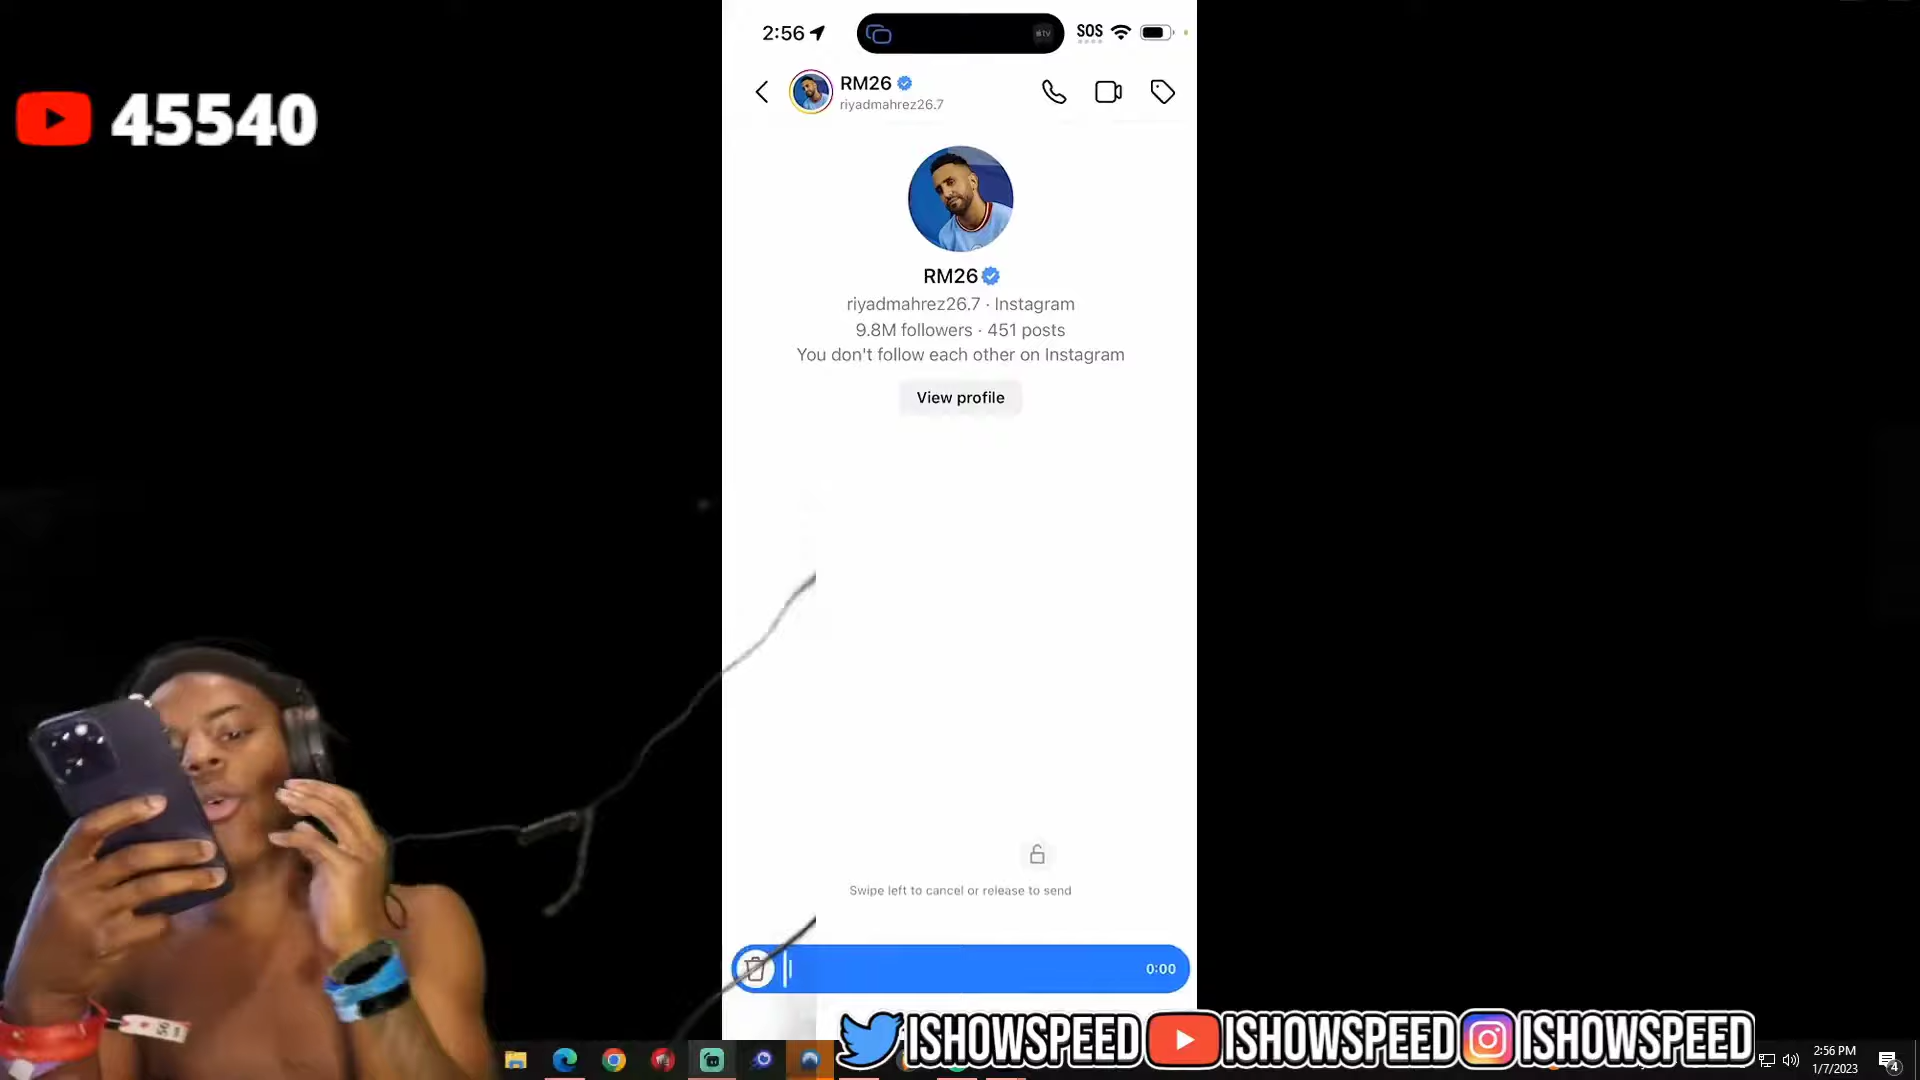 2:56
SOS
tv
RM26
riyadmahrez26.7
45540
RM26
riyadmahrez26.7 · Instagram
9.8M followers · 451 posts
You don't follow each other on Instagram
View profile
Swipe left to cancel or release to send
0:00
ISHOWSPEED ISHOWSPEED ISHOWSPEED
2:56 PM
1/7/2023
4